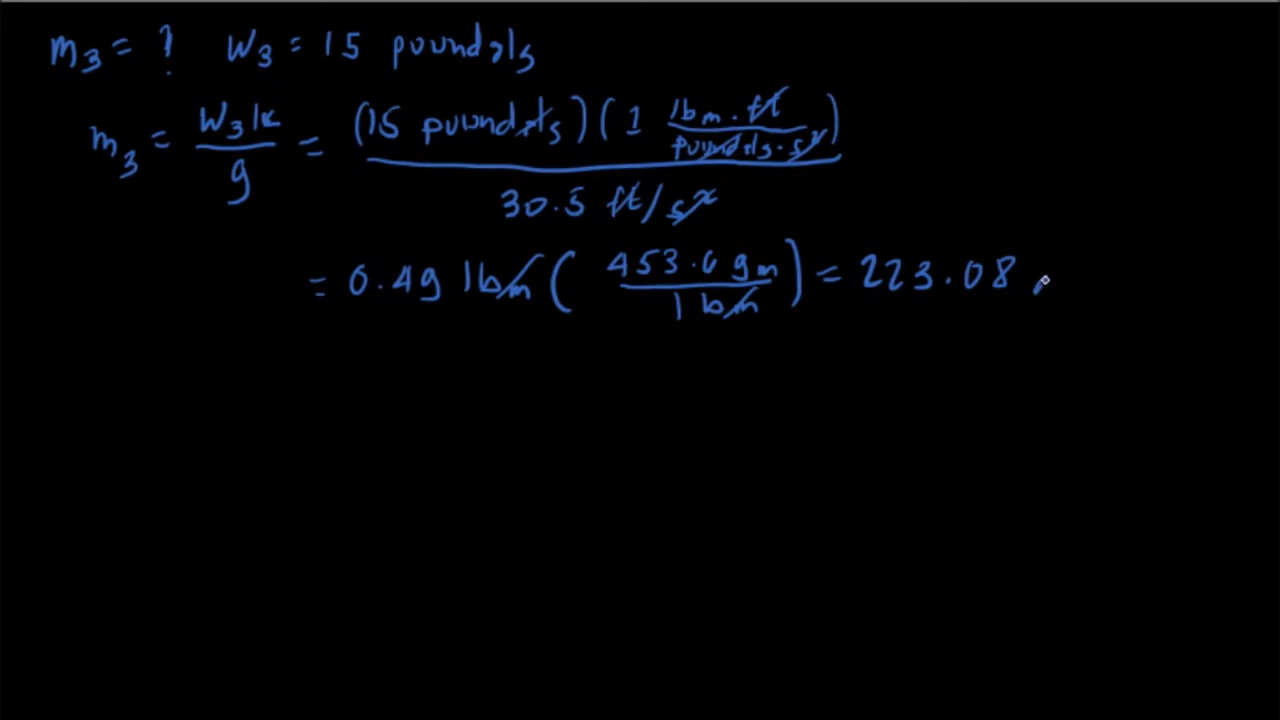 m₃ = ? W₃ = 15 poundals
m₃ = W₃k / g = (15 poundals)(1 lbm·ft / poundals·s²) / 30.5 ft/s²
= 0.49 lbm (453.6 gm / 1 lbm) = 223.08